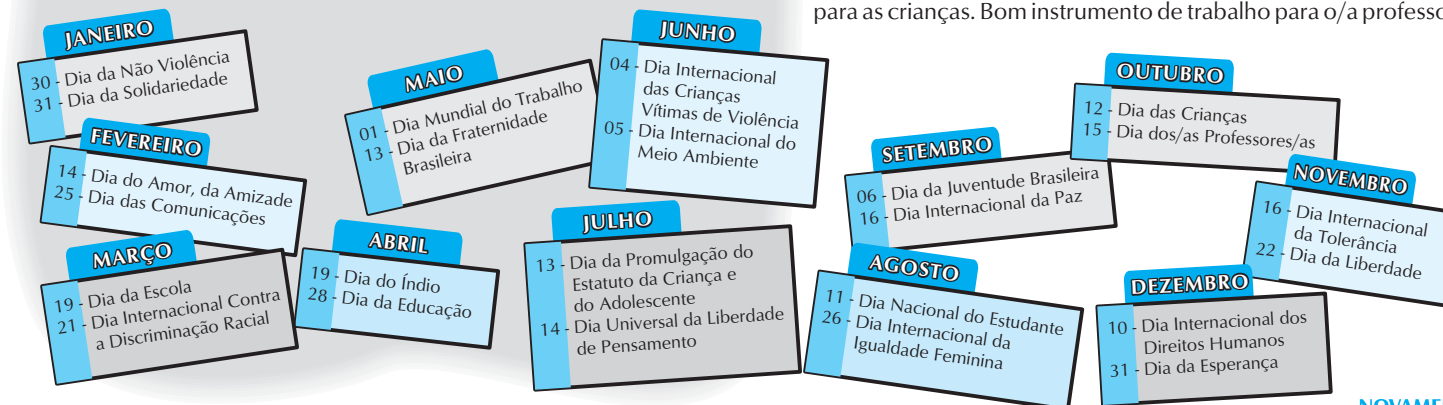 para as crianças. Bom instrumento de trabalho para o/a professo
JANEIRO
30 - Dia da Não Violência
31 - Dia da Solidariedade
FEVEREIRO
14 - Dia do Amor, da Amizade
25 - Dia das Comunicações
MARÇO
19 - Dia da Escola
21 - Dia Internacional Contra
a Discriminação Racial
ABRIL
19 - Dia do Índio
28 - Dia da Educação
MAIO
01 - Dia Mundial do Trabalho
13 - Dia da Fraternidade
Brasileira
JUNHO
04 - Dia Internacional
das Crianças
Vítimas de Violência
05 - Dia Internacional do
Meio Ambiente
JULHO
13 - Dia da Promulgação do
Estatuto da Criança e
do Adolescente
14 - Dia Universal da Liberdade
de Pensamento
AGOSTO
11 - Dia Nacional do Estudante
26 - Dia Internacional da
Igualdade Feminina
SETEMBRO
06 - Dia da Juventude Brasileira
16 - Dia Internacional da Paz
OUTUBRO
12 - Dia das Crianças
15 - Dia dos/as Professores/as
NOVEMBRO
16 - Dia Internacional
da Tolerância
22 - Dia da Liberdade
DEZEMBRO
10 - Dia Internacional dos
Direitos Humanos
31 - Dia da Esperança